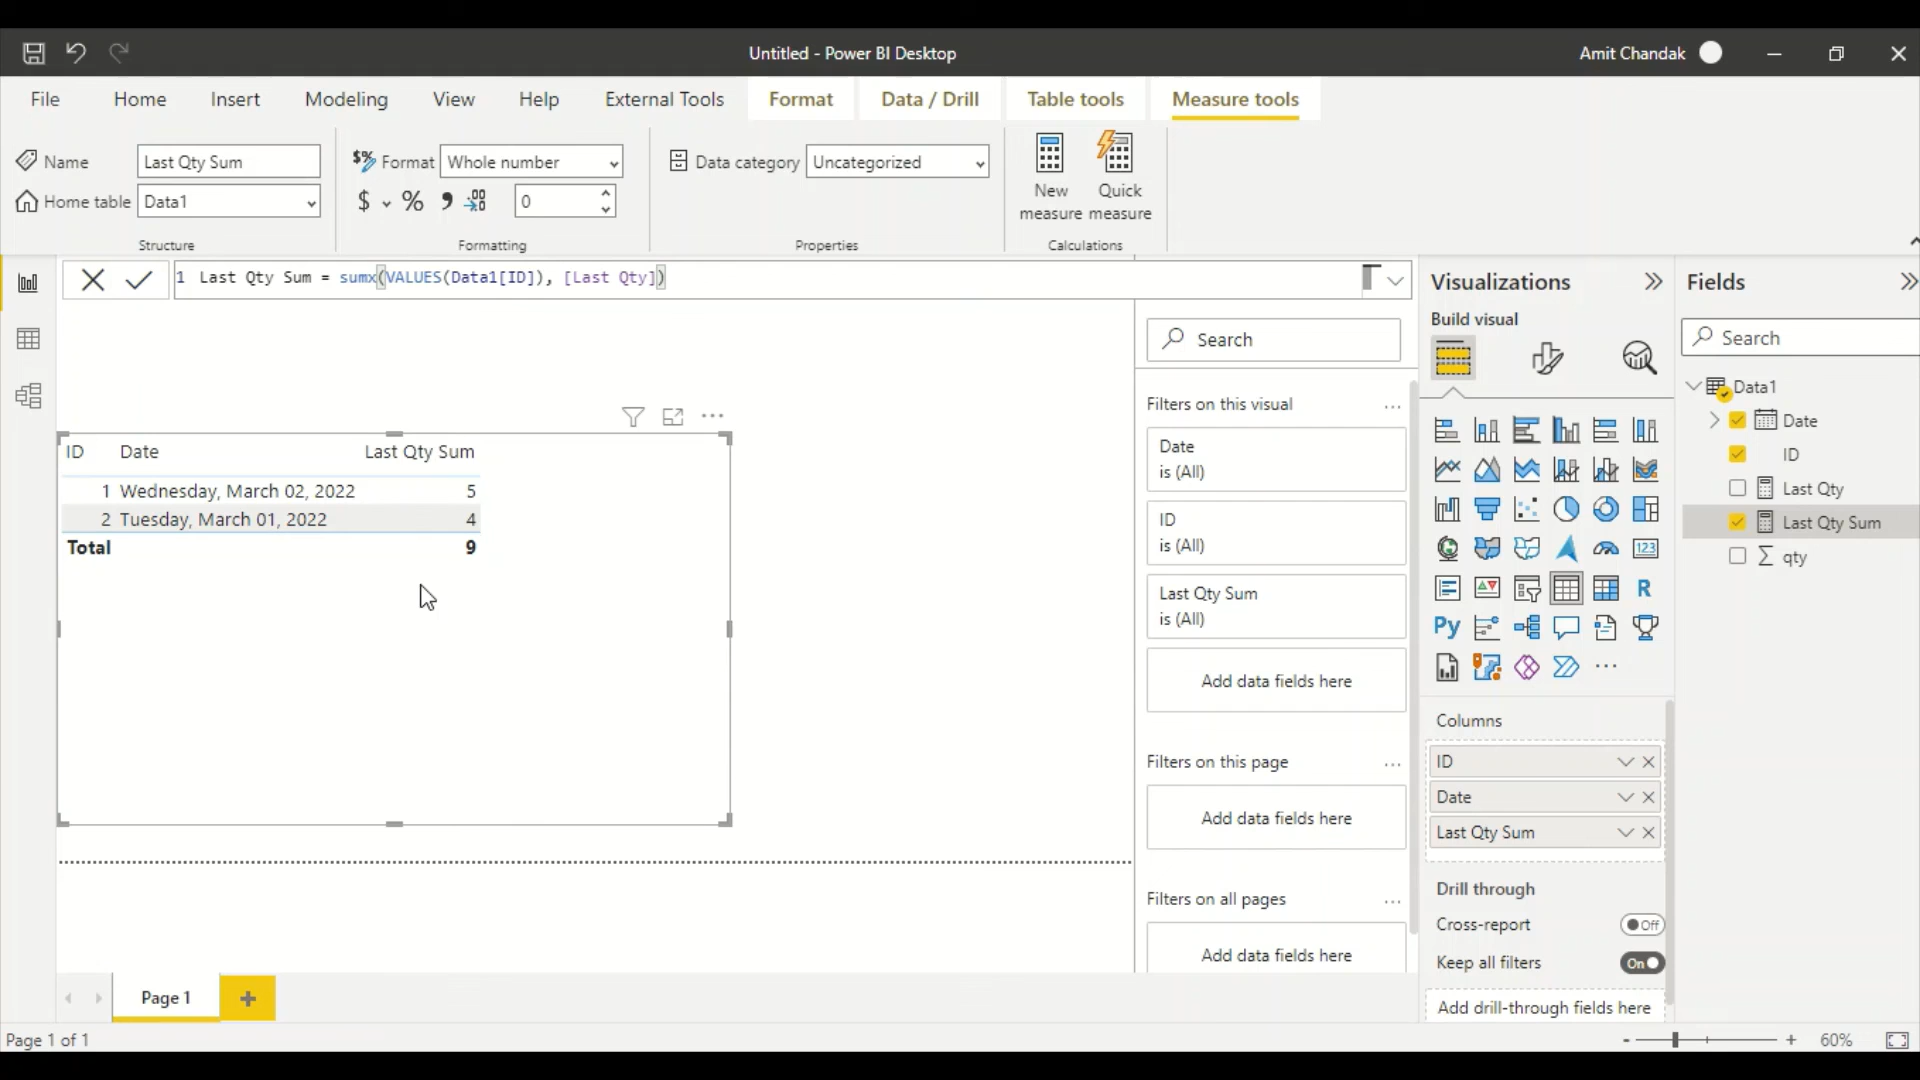 Untitled - Power BI Desktop
Amit Chandak
File Home Insert Modeling View Help External Tools Format Data / Drill Table tools Measure tools
Name Last Qty Sum
Home table Data1
Structure
Format Whole number
$ % 0
Formatting
Data category Uncategorized
Properties
New measure
Quick measure
Calculations
1 Last Qty Sum = sumx(VALUES(Data1[ID]), [Last Qty])
ID Date Last Qty Sum
1 Wednesday, March 02, 2022 5
2 Tuesday, March 01, 2022 4
Total 9
Search
Filters on this visual ...
Date
is (All)
ID
is (All)
Last Qty Sum
is (All)
Add data fields here
Filters on this page ...
Add data fields here
Filters on all pages ...
Add data fields here
Visualizations
Build visual
123
R
Py
...
Columns
ID
Date
Last Qty Sum
Drill through
Cross-report Off
Keep all filters On
Add drill-through fields here
Fields
Search
Data1
Date
ID
Last Qty
Last Qty Sum
qty
Page 1
Page 1 of 1
- + 60%